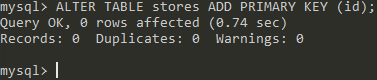 mysql> ALTER TABLE stores ADD PRIMARY KEY (id);
Query OK, 0 rows affected (0.74 sec)
Records: 0  Duplicates: 0  Warnings: 0
mysql>